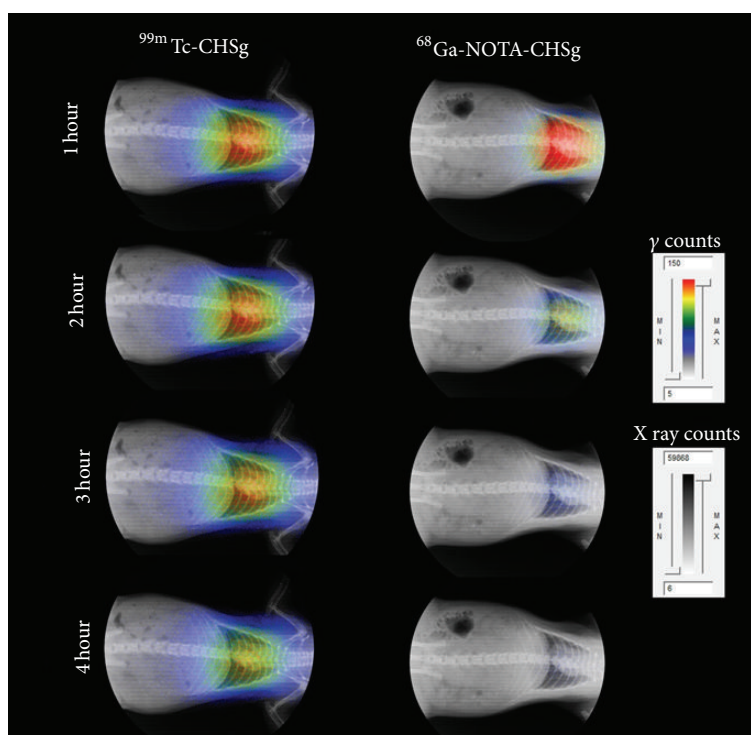 ⁹⁹ᵐTc-CHSg
⁶⁸Ga-NOTA-CHSg
1 hour
2 hour
3 hour
4 hour
γ counts
150
MIN
MAX
5
X ray counts
59868
MIN
MAX
6